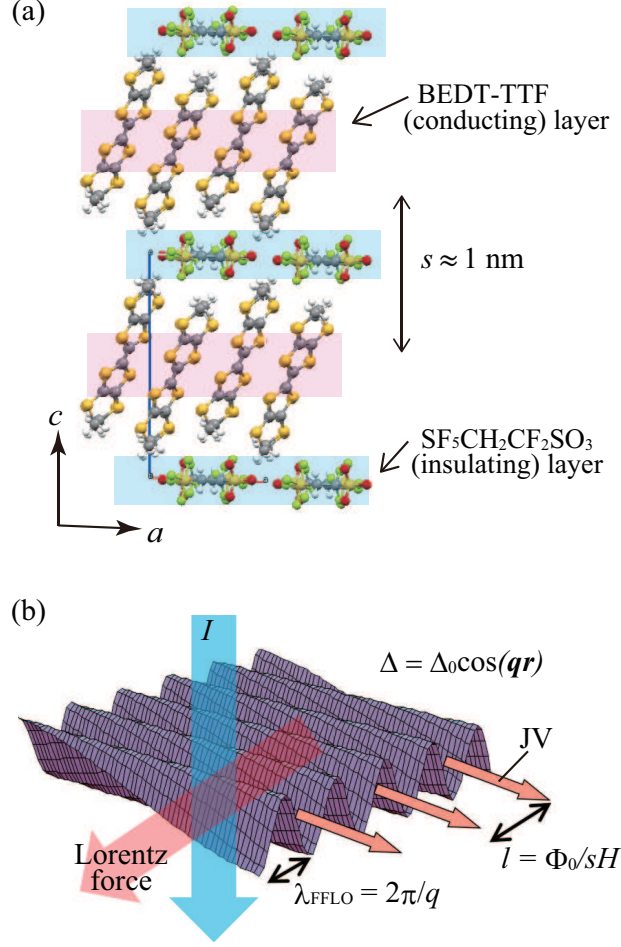 (a)
BEDT-TTF
(conducting) layer
s ≈ 1 nm
c
SF₅CH₂CF₂SO₃
(insulating) layer
a
(b)
I
Δ = Δ₀cos(qr)
JV
Lorentz
force
l = Φ₀/sH
λFFLO = 2π/q